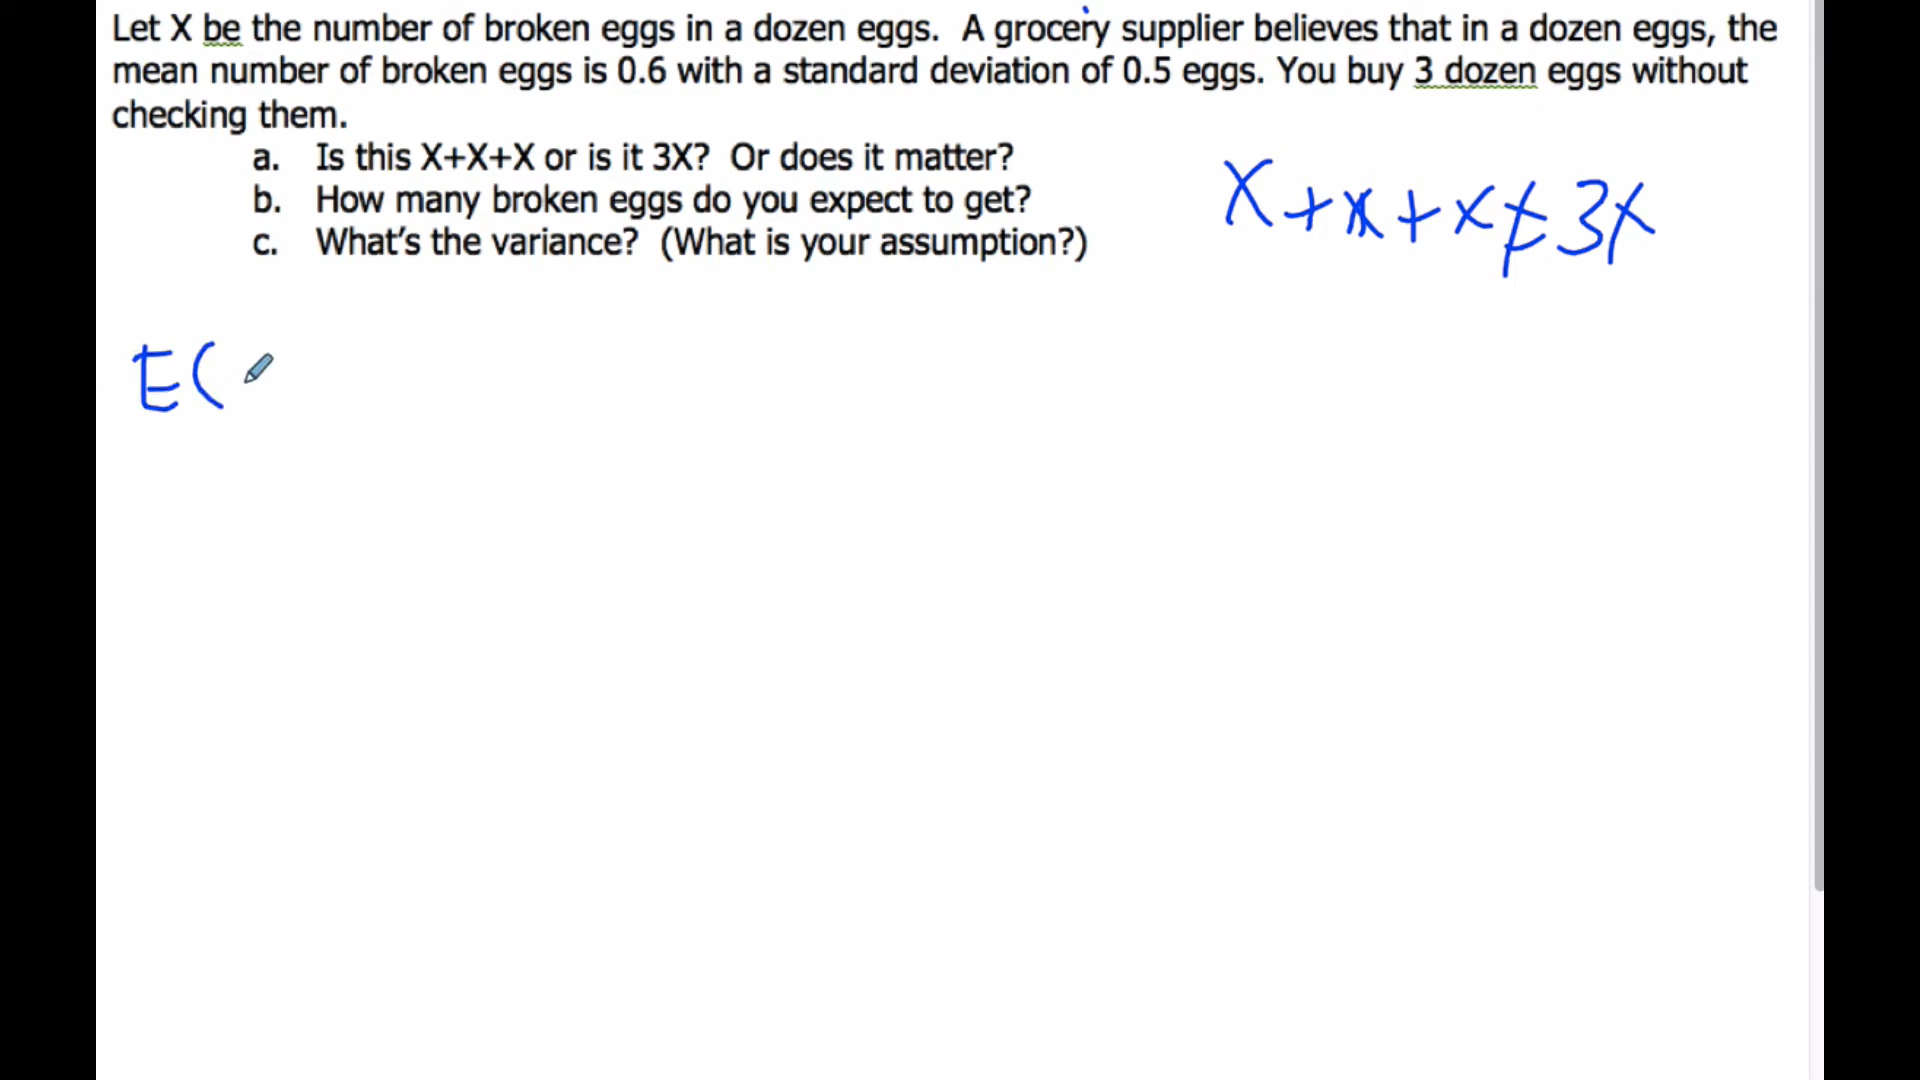 Let X be the number of broken eggs in a dozen eggs. A grocery supplier believes that in a dozen eggs, the
mean number of broken eggs is 0.6 with a standard deviation of 0.5 eggs. You buy 3 dozen eggs without
checking them.
a. Is this X+X+X or is it 3X? Or does it matter?
b. How many broken eggs do you expect to get?
c. What's the variance? (What is your assumption?)
X+X+X≠3X
E(